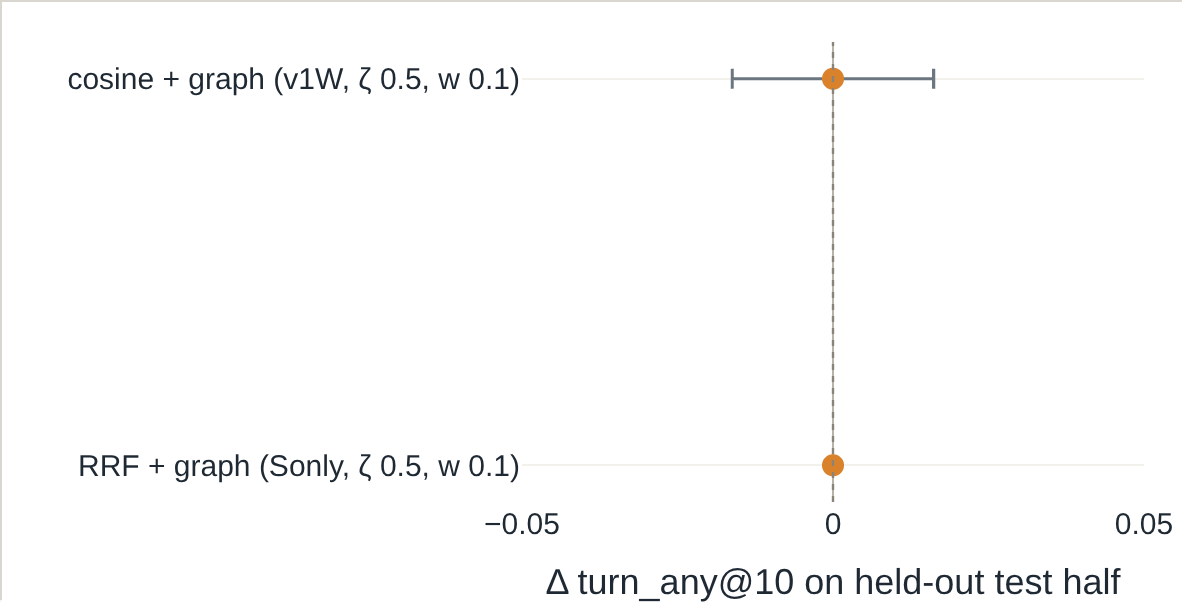 cosine + graph (v1W, ζ 0.5, w 0.1)
RRF + graph (Sonly, ζ 0.5, w 0.1)
−0.05 0 0.05
Δ turn_any@10 on held-out test half